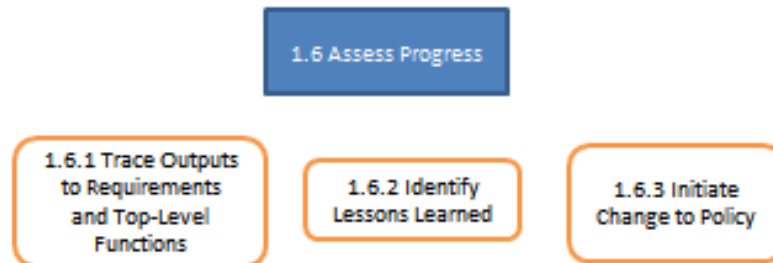 1.6 Assess Progress
1.6.1 Trace Outputs
to Requirements
and Top-Level
Functions
1.6.2 Identify
Lessons Learned
1.6.3 Initiate
Change to Policy